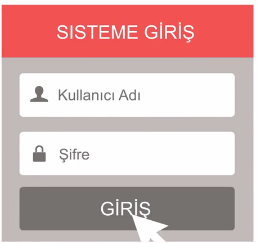 SISTEME GİRİŞ
Kullanıcı Adı
Şifre
GİRİŞ